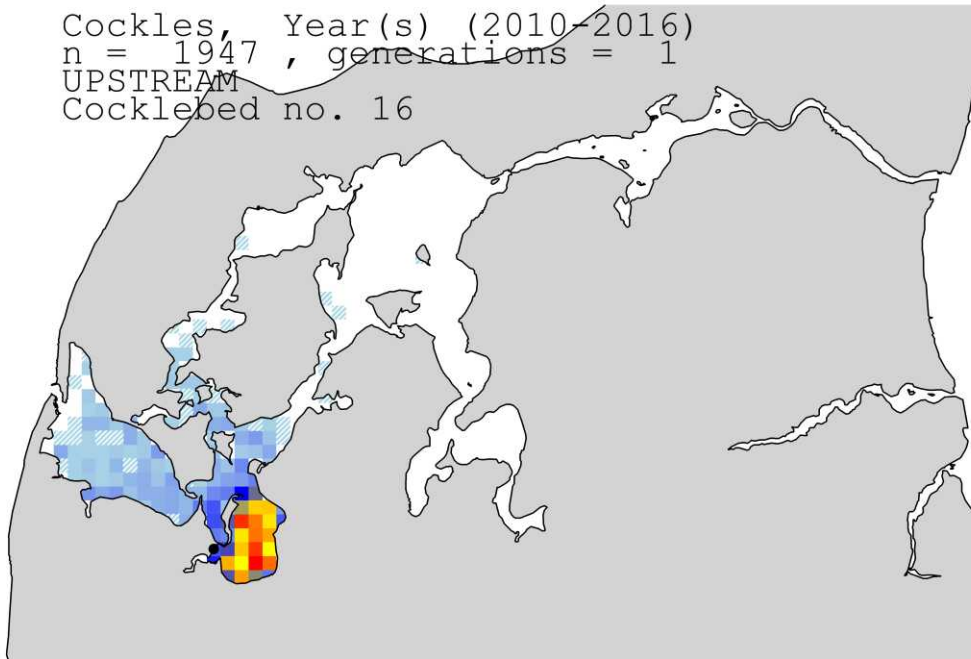 Cockles, Year(s) (2010-2016)
n = 1947 , generations = 1
UPSTREAM
Cocklebed no. 16